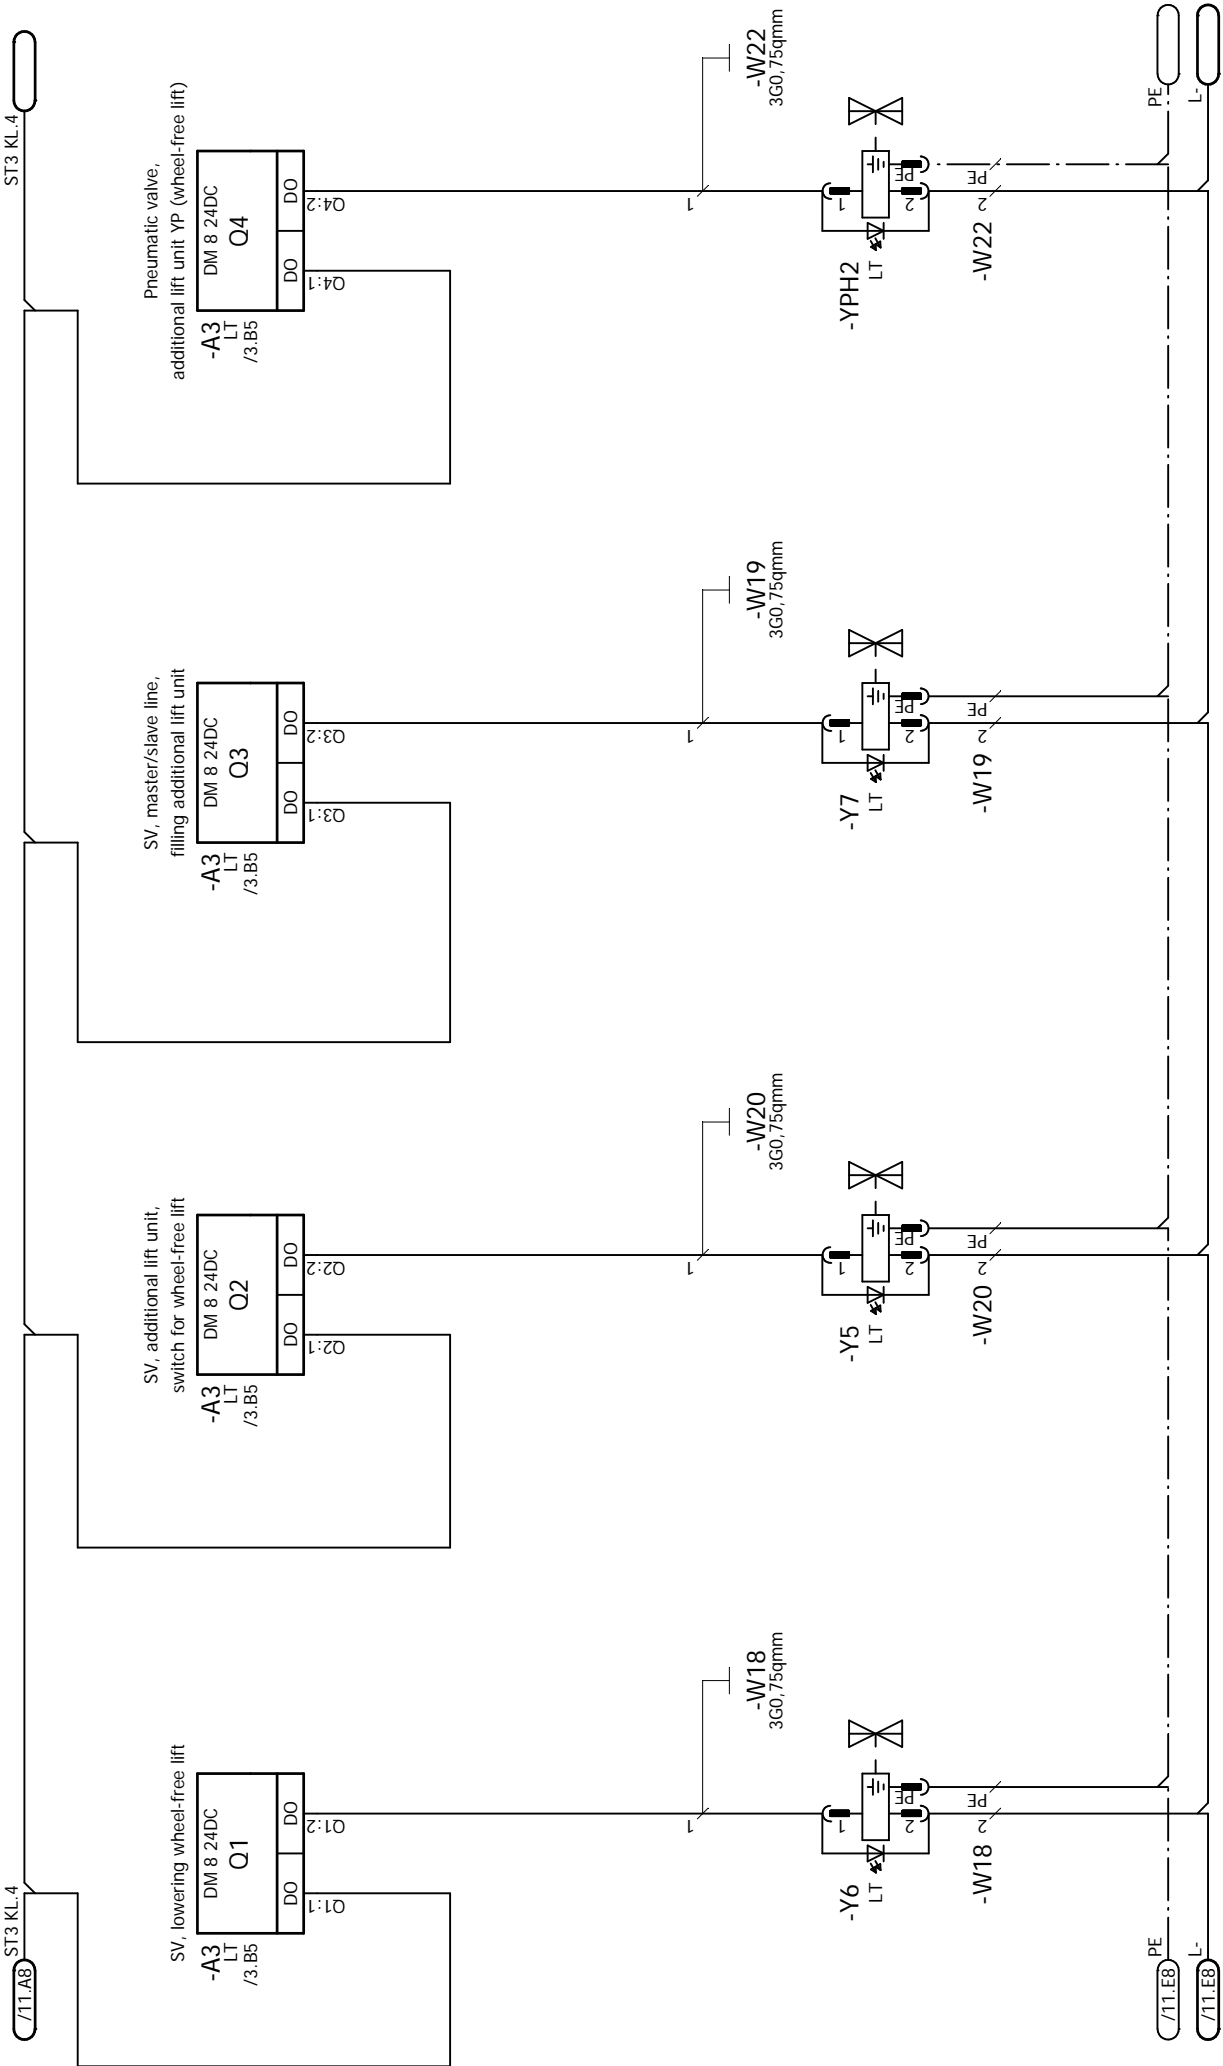 ST3 KL.4
/11.A8
ST3 KL.4
SV, lowering wheel-free lift
-A3
LT
/3.B5
DM 8 24DC
Q1
DO
DO
Q1:1
Q1:2
SV, additional lift unit,
switch for wheel-free lift
-A3
LT
/3.B5
DM 8 24DC
Q2
DO
DO
Q2:1
Q2:2
SV, master/slave line,
filling additional lift unit
-A3
LT
/3.B5
DM 8 24DC
Q3
DO
DO
Q3:1
Q3:2
Pneumatic valve,
additional lift unit YP (wheel-free lift)
-A3
LT
/3.B5
DM 8 24DC
Q4
DO
DO
Q4:1
Q4:2
1
-W18
3G0,75qmm
1
-W20
3G0,75qmm
1
-W19
3G0,75qmm
1
-W22
3G0,75qmm
-Y6
LT
1
2
PE
-W18
2
PE
-Y5
LT
1
2
PE
-W20
2
PE
-Y7
LT
1
2
PE
-W19
2
PE
-YPH2
LT
1
2
PE
-W22
2
PE
/11.E8
PE
PE
/11.E8
L-
L-